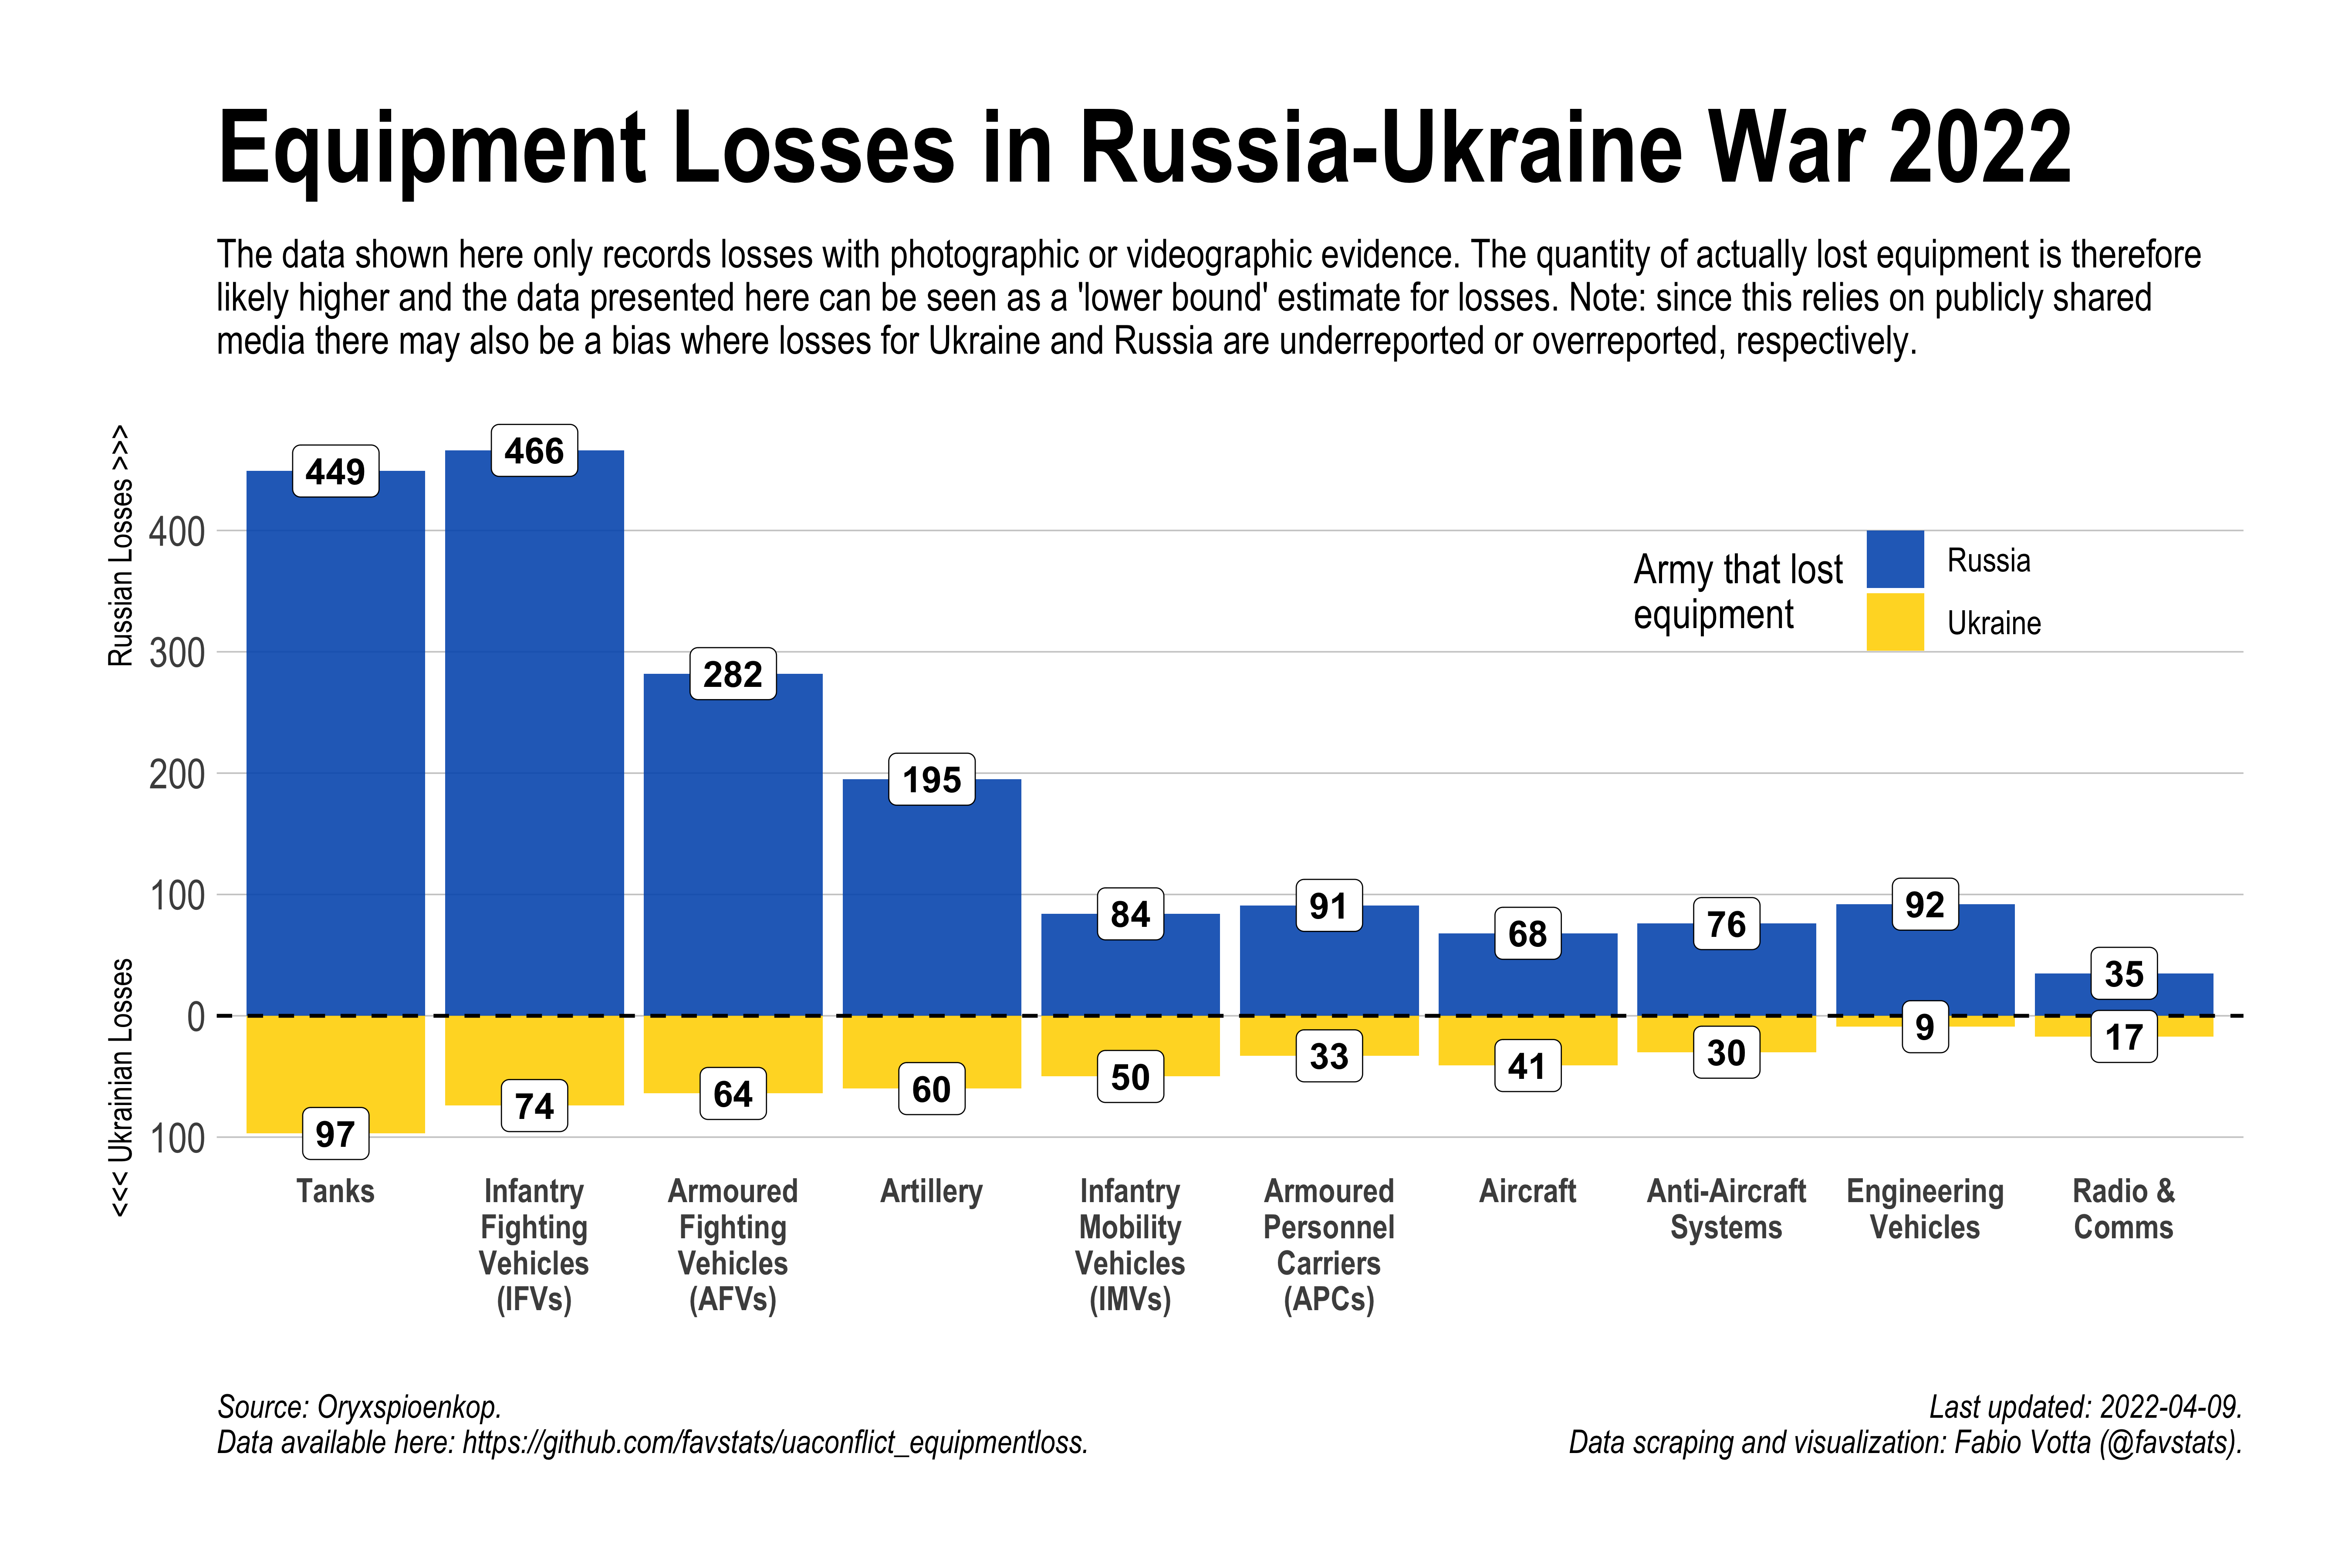 Equipment Losses in Russia-Ukraine War 2022
The data shown here only records losses with photographic or videographic evidence. The quantity of actually lost equipment is therefore
likely higher and the data presented here can be seen as a 'lower bound' estimate for losses. Note: since this relies on publicly shared
media there may also be a bias where losses for Ukraine and Russia are underreported or overreported, respectively.
Russian Losses >>>
<<< Ukrainian Losses
400
300
200
100
0
100
Army that lost
equipment
Russia
Ukraine
449
466
282
195
84
91
68
76
92
35
97
74
64
60
50
33
41
30
9
17
Tanks
Infantry
Fighting
Vehicles
(IFVs)
Armoured
Fighting
Vehicles
(AFVs)
Artillery
Infantry
Mobility
Vehicles
(IMVs)
Armoured
Personnel
Carriers
(APCs)
Aircraft
Anti-Aircraft
Systems
Engineering
Vehicles
Radio &
Comms
Source: Oryxspioenkop.
Data available here: https://github.com/favstats/uaconflict_equipmentloss.
Last updated: 2022-04-09.
Data scraping and visualization: Fabio Votta (@favstats).